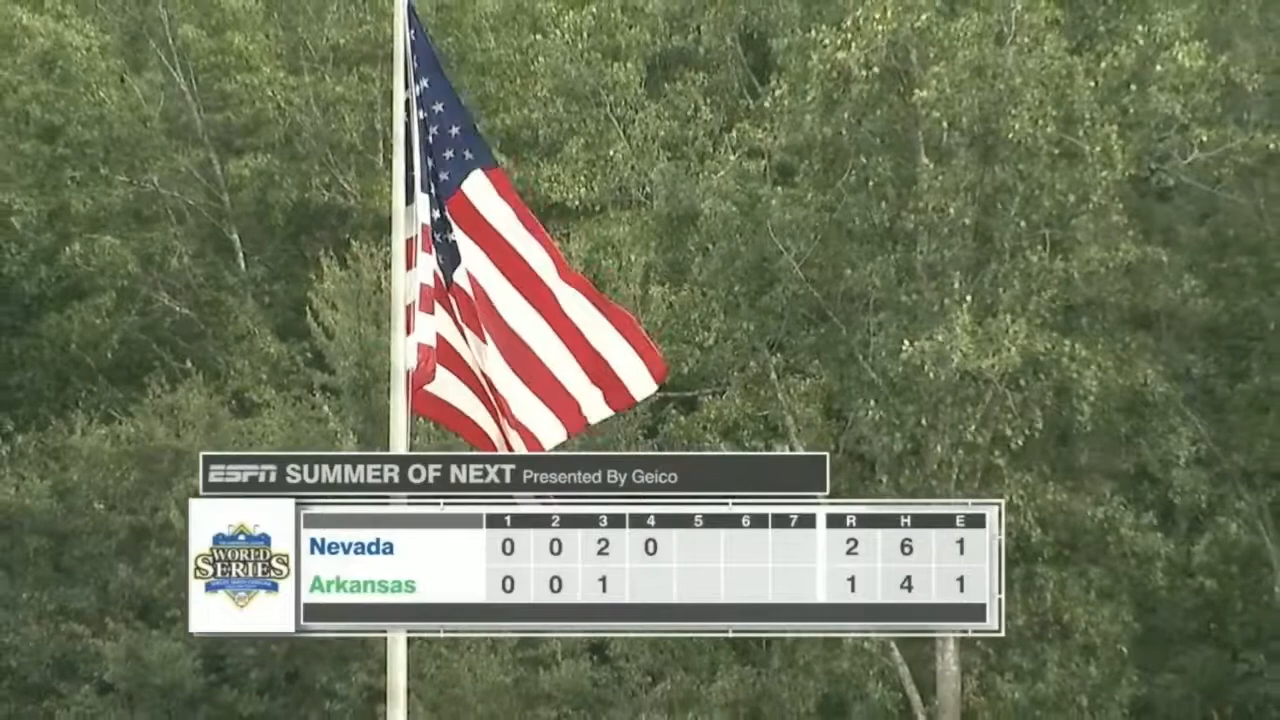 ESPN SUMMER OF NEXT Presented By Geico
1 2 3 4 5 6 7 R H E
WORLD
SERIES
Nevada 0 0 2 0 2 6 1
Arkansas 0 0 1 1 4 1